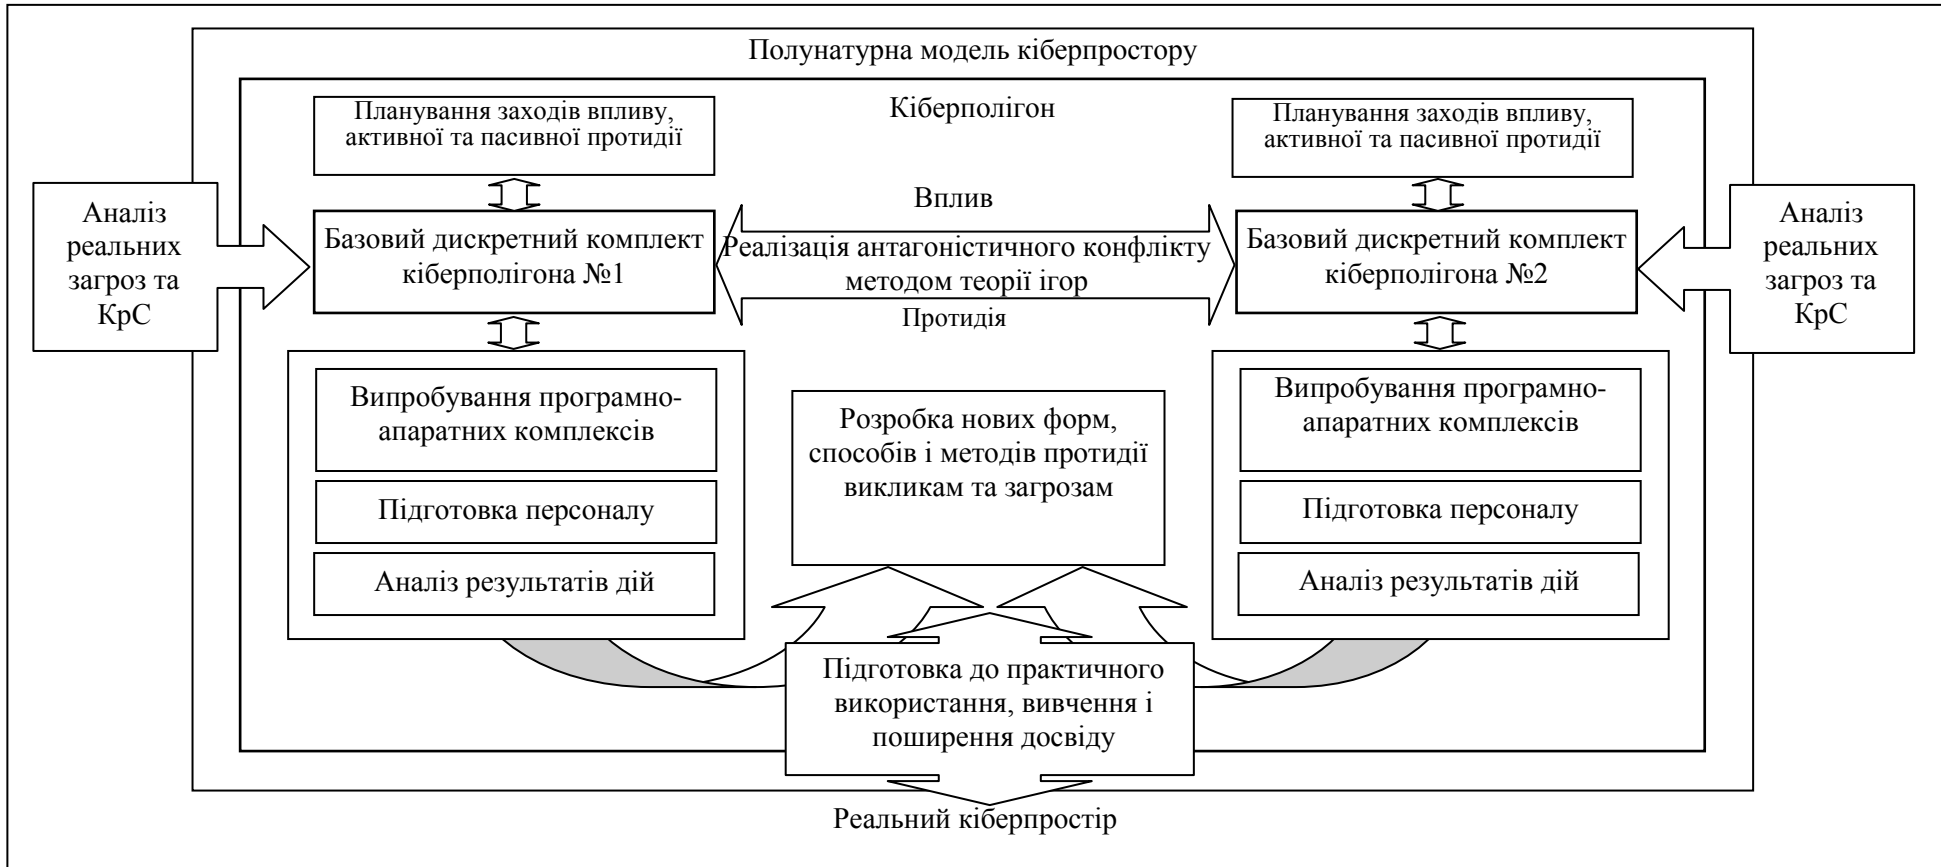 Полунатурна модель кіберпростору
Кіберполігон
Планування заходів впливу,
активної та пасивної протидії
Планування заходів впливу,
активної та пасивної протидії
Аналіз
реальних
загроз та
КрС
Базовий дискретний комплект
кіберполігона №1
Вплив
Реалізація антагоністичного конфлікту
методом теорії ігор
Протидія
Базовий дискретний комплект
кіберполігона №2
Аналіз
реальних
загроз та
КрС
Випробування програмно-
апаратних комплексів
Підготовка персоналу
Аналіз результатів дій
Розробка нових форм,
способів і методів протидії
викликам та загрозам
Випробування програмно-
апаратних комплексів
Підготовка персоналу
Аналіз результатів дій
Підготовка до практичного
використання, вивчення і
поширення досвіду
Реальний кіберпростір